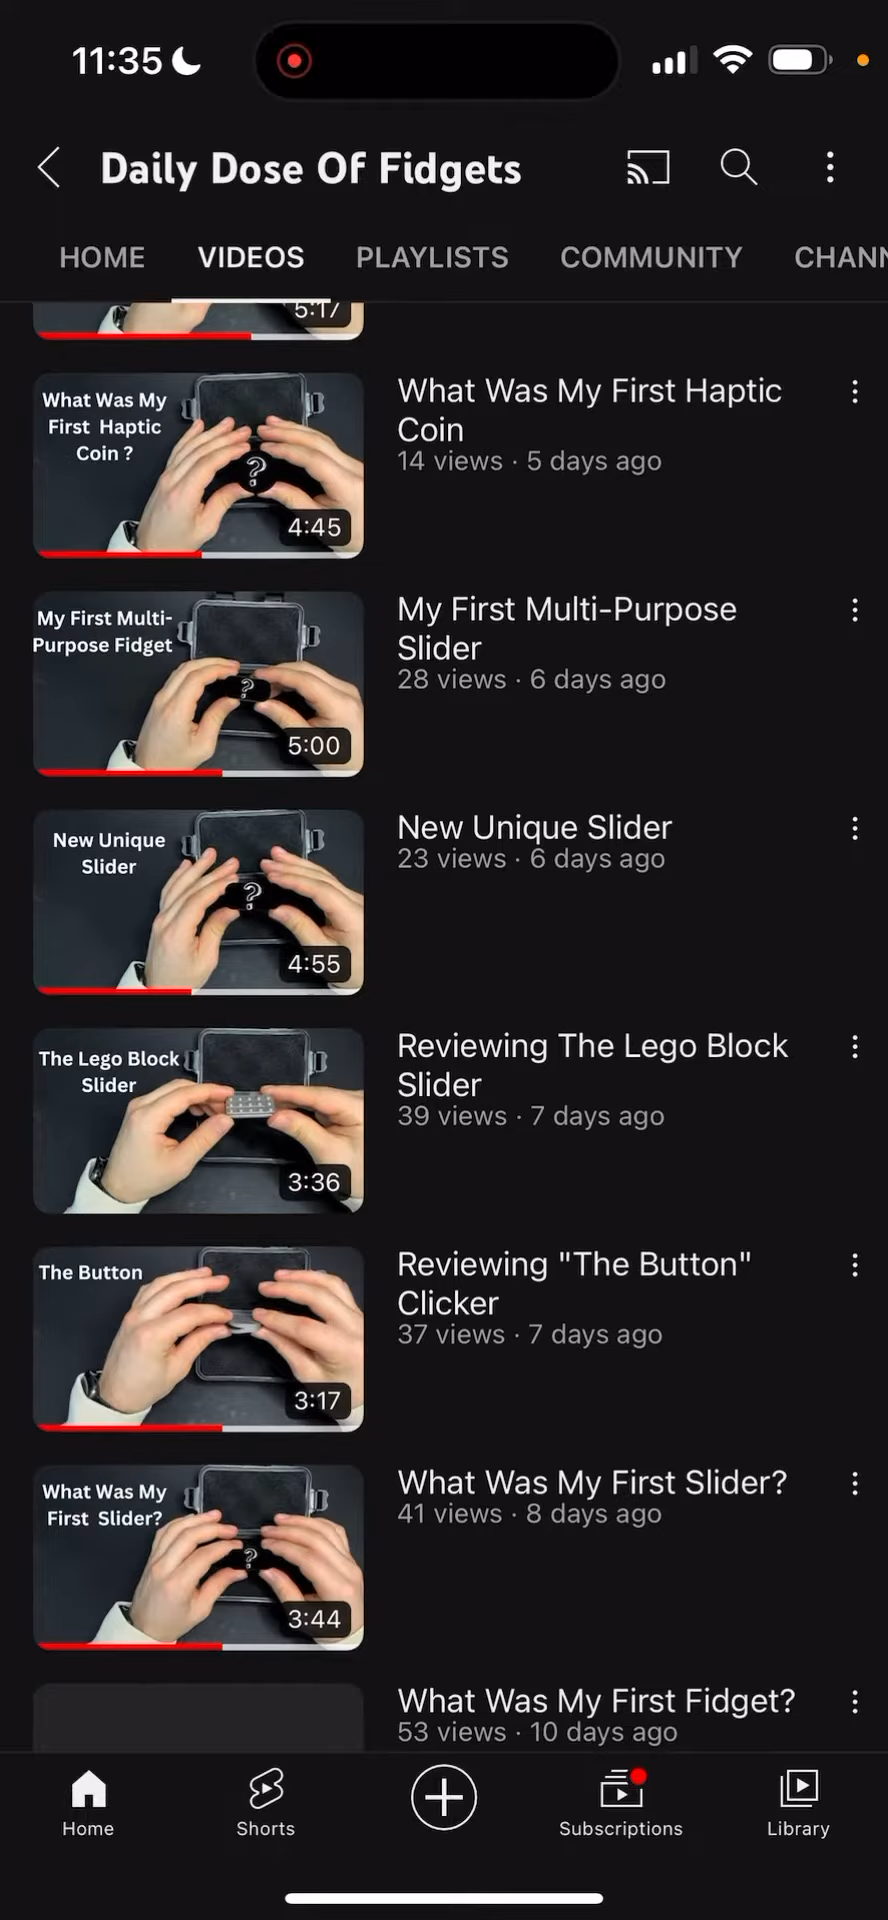 11:35
Daily Dose Of Fidgets
HOME VIDEOS PLAYLISTS COMMUNITY CHANN
5:17
What Was My
First Haptic
Coin ?
4:45
What Was My First Haptic
Coin
14 views · 5 days ago
My First Multi-
Purpose Fidget
?
5:00
My First Multi-Purpose
Slider
28 views · 6 days ago
New Unique
Slider
?
4:55
New Unique Slider
23 views · 6 days ago
The Lego Block
Slider
3:36
Reviewing The Lego Block
Slider
39 views · 7 days ago
The Button
3:17
Reviewing "The Button"
Clicker
37 views · 7 days ago
What Was My
First Slider?
?
3:44
What Was My First Slider?
41 views · 8 days ago
What Was My First Fidget?
53 views · 10 days ago
Home Shorts Subscriptions Library